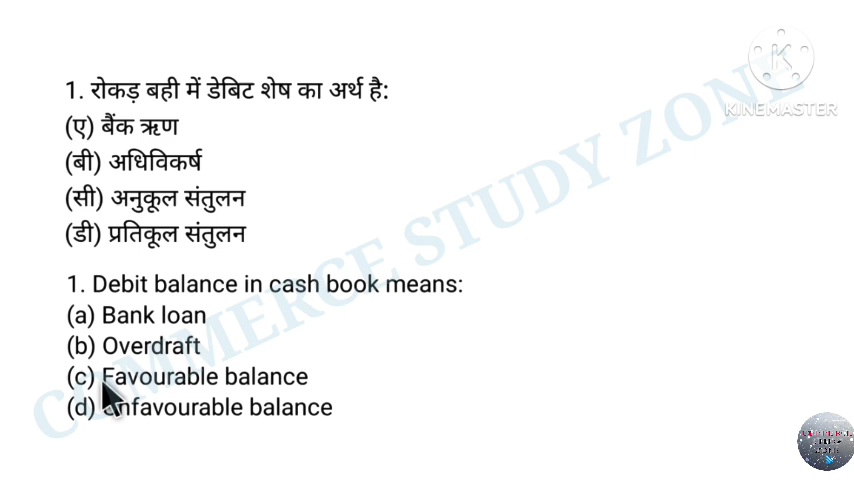 1. रोकड़ बही में डेबिट शेष का अर्थ है:
(ए) बैंक ऋण
(बी) अधिविकर्ष
(सी) अनुकूल संतुलन
(डी) प्रतिकूल संतुलन
1. Debit balance in cash book means:
(a) Bank loan
(b) Overdraft
(c) Favourable balance
(d) Unfavourable balance
COMMERCE STUDY ZONE
K
KINEMASTER